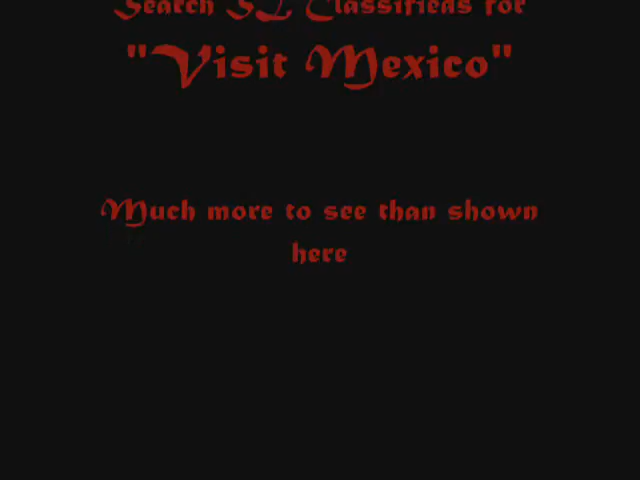 Search SL Classifieds for
"Visit Mexico"
Much more to see than shown
here